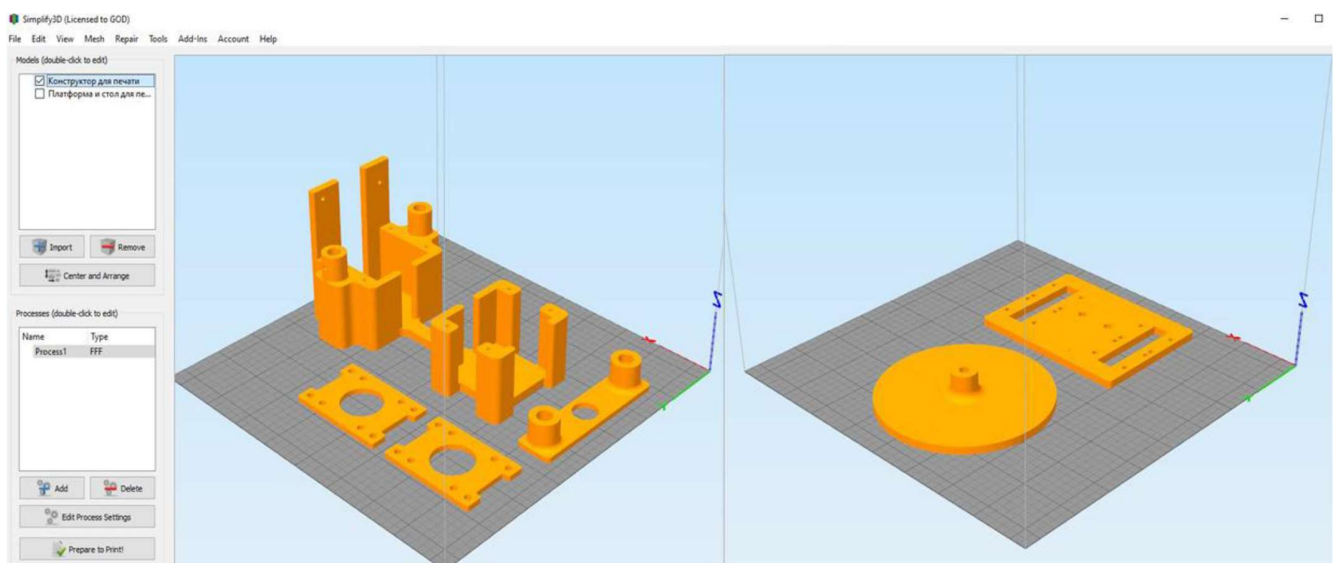 Simplify3D (Licensed to GOD)
File Edit View Mesh Repair Tools Add-Ins Account Help
Models (double-click to edit)
Конструктор для печати
Платформа и стол для пе...
Import Remove
Center and Arrange
Processes (double-click to edit)
Name Type
Process1 FFF
Add Delete
Edit Process Settings
Prepare to Print!